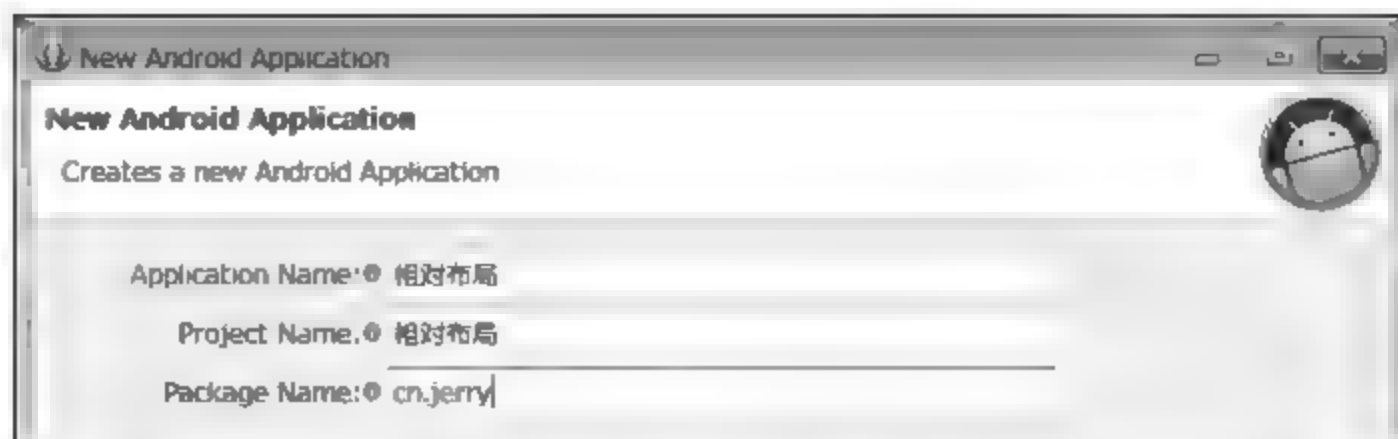 New Android Application
New Android Application
Creates a new Android Application
Application Name: 相对布局
Project Name: 相对布局
Package Name: cn.jerry